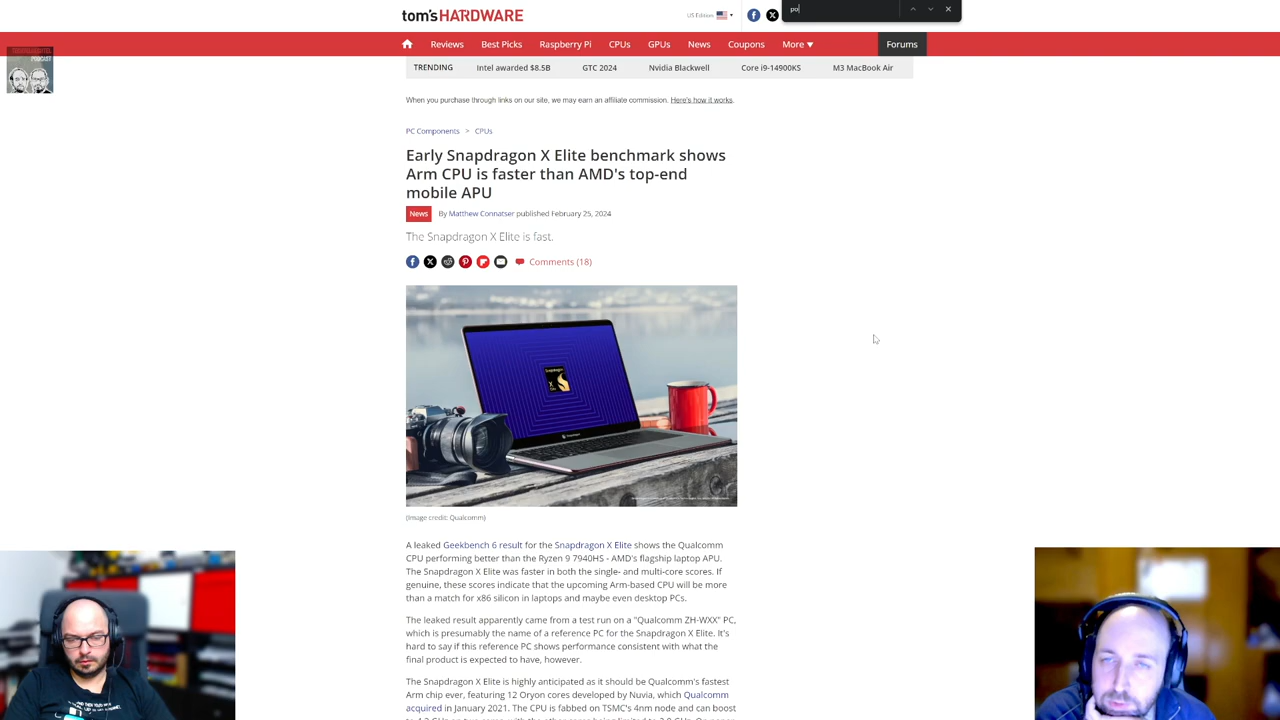 tom's HARDWARE
US Edition
po
Reviews
Best Picks
Raspberry Pi
CPUs
GPUs
News
Coupons
More ▼
Forums
PODCAST
TRENDING
Intel awarded $8.5B
GTC 2024
Nvidia Blackwell
Core i9-14900KS
M3 MacBook Air
When you purchase through links on our site, we may earn an affiliate commission. Here's how it works.
PC Components > CPUs
Early Snapdragon X Elite benchmark shows
Arm CPU is faster than AMD's top-end
mobile APU
News By Matthew Connatser published February 25, 2024
The Snapdragon X Elite is fast.
Comments (18)
Snapdragon
X
Elite
(Image credit: Qualcomm)
A leaked Geekbench 6 result for the Snapdragon X Elite shows the Qualcomm
CPU performing better than the Ryzen 9 7940HS - AMD's flagship laptop APU.
The Snapdragon X Elite was faster in both the single- and multi-core scores. If
genuine, these scores indicate that the upcoming Arm-based CPU will be more
than a match for x86 silicon in laptops and maybe even desktop PCs.
The leaked result apparently came from a test run on a "Qualcomm ZH-WXX" PC,
which is presumably the name of a reference PC for the Snapdragon X Elite. It's
hard to say if this reference PC shows performance consistent with what the
final product is expected to have, however.
The Snapdragon X Elite is highly anticipated as it should be Qualcomm's fastest
Arm chip ever, featuring 12 Oryon cores developed by Nuvia, which Qualcomm
acquired in January 2021. The CPU is fabbed on TSMC's 4nm node and can boost